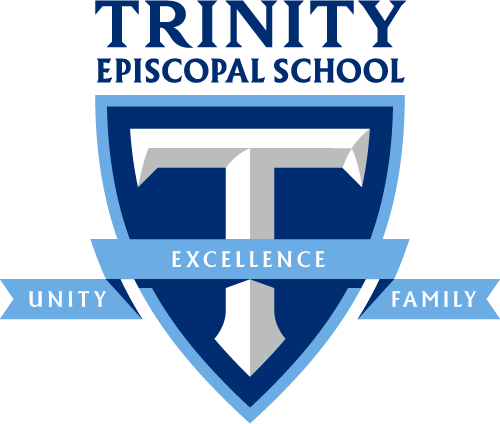 TRINITY
EPISCOPAL SCHOOL
T
EXCELLENCE
UNITY
FAMILY